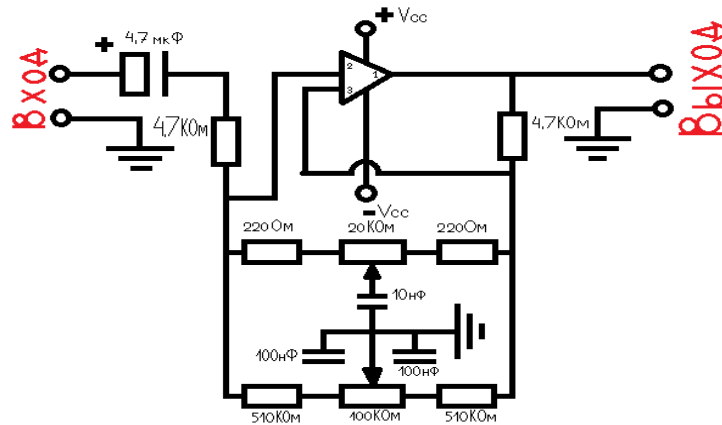 + Vcc
+ 4,7 мкФ
Вход
Выход
2
1
3
4,7КОм
4,7КОм
- Vcc
220Ом
20КОм
220Ом
10нФ
100нФ
100нФ
510КОм
100КОм
510КОм